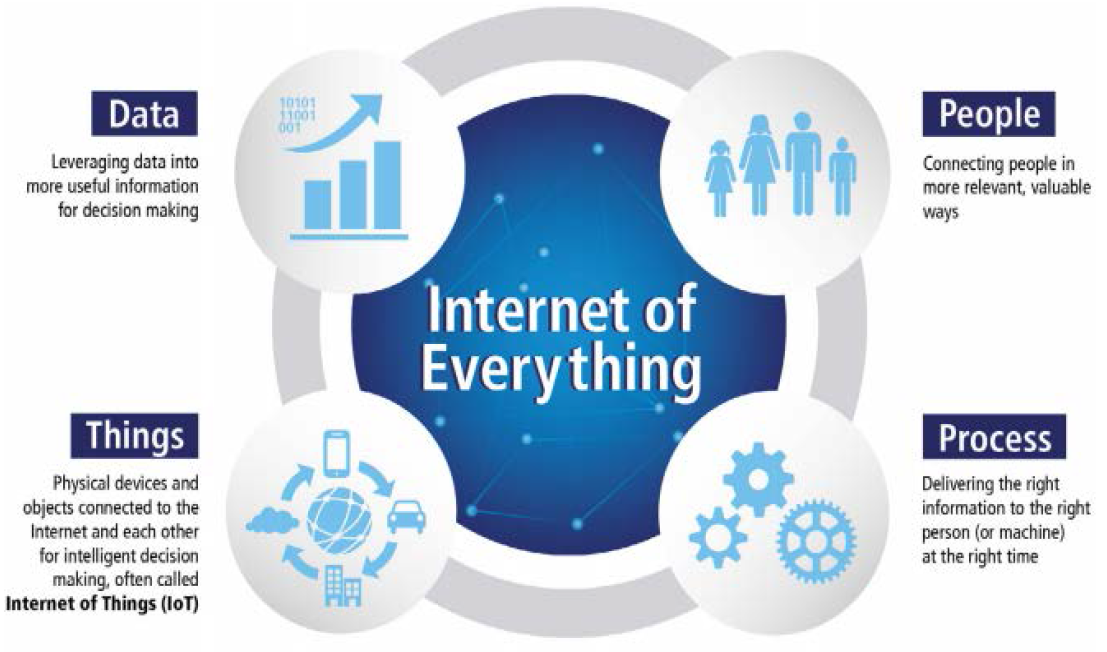 Data
Leveraging data into
more useful information
for decision making
10101
11001
001
People
Connecting people in
more relevant, valuable
ways
Internet of
Everything
Things
Physical devices and
objects connected to the
Internet and each other
for intelligent decision
making, often called
Internet of Things (IoT)
Process
Delivering the right
information to the right
person (or machine)
at the right time